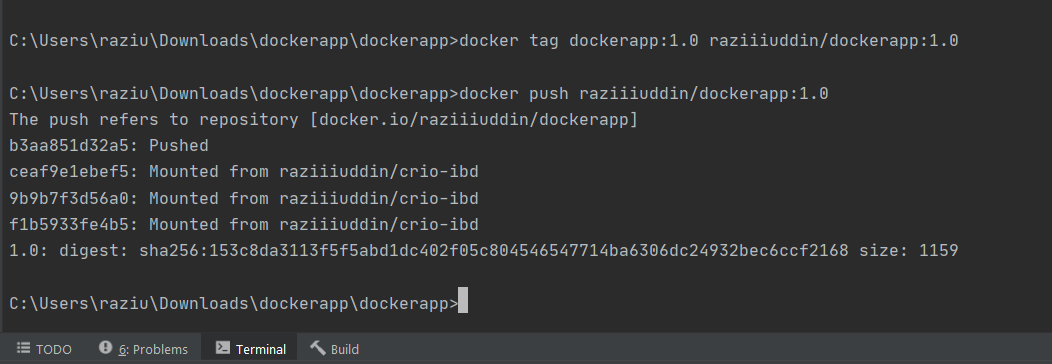 C:\Users\raziu\Downloads\dockerapp\dockerapp>docker tag dockerapp:1.0 raziiiuddin/dockerapp:1.0
C:\Users\raziu\Downloads\dockerapp\dockerapp>docker push raziiiuddin/dockerapp:1.0
The push refers to repository [docker.io/raziiiuddin/dockerapp]
b3aa851d32a5: Pushed
ceaf9e1ebef5: Mounted from raziiiuddin/crio-ibd
9b9b7f3d56a0: Mounted from raziiiuddin/crio-ibd
f1b5933fe4b5: Mounted from raziiiuddin/crio-ibd
1.0: digest: sha256:153c8da3113f5f5abd1dc402f05c804546547714ba6306dc24932bec6ccf2168 size: 1159
C:\Users\raziu\Downloads\dockerapp\dockerapp>
TODO 6: Problems Terminal Build